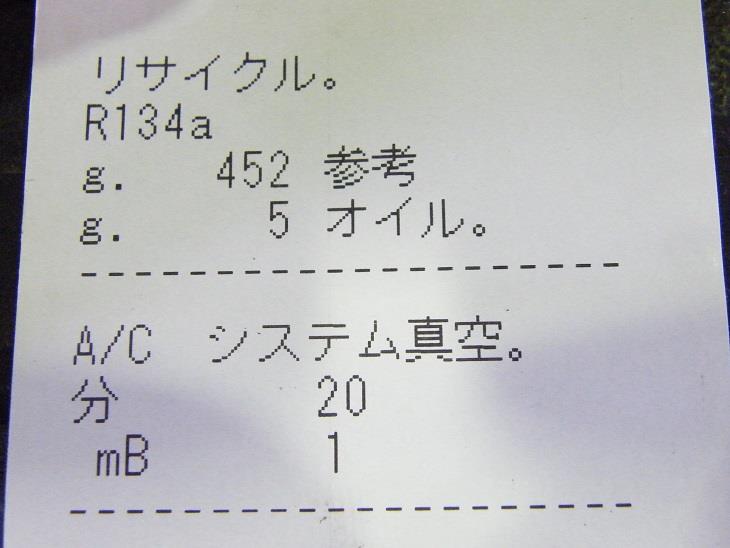 リサイクル。
R134a
g. 452 参考
g. 5 オイル。
--------------------
A/C システム真空。
分 20
mB 1
---------------------